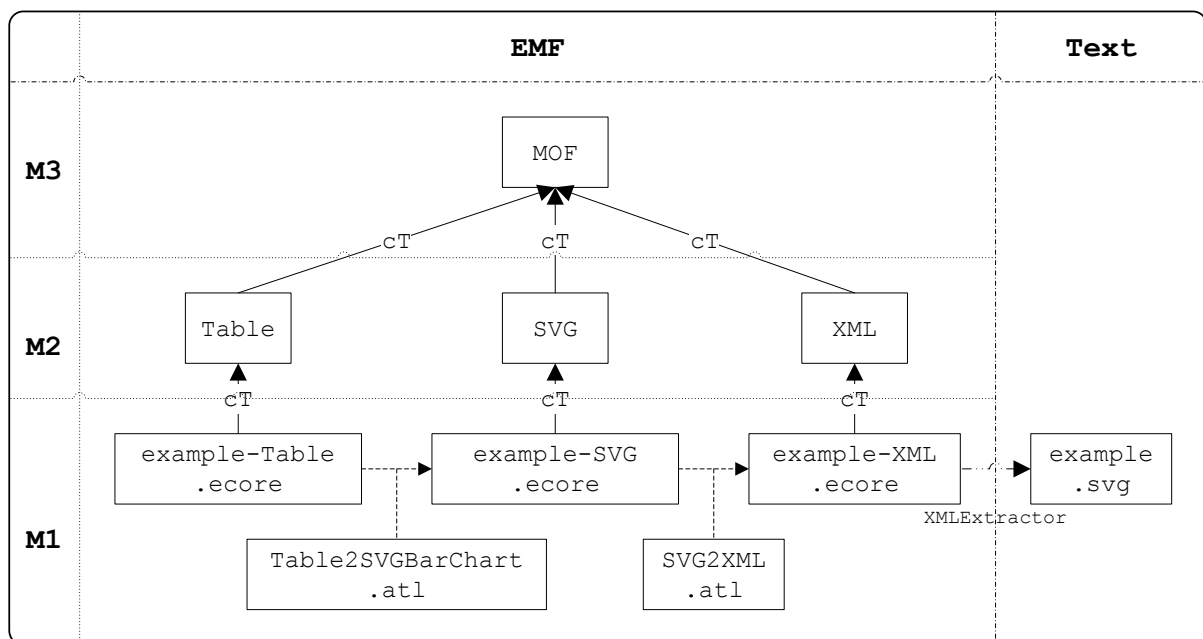 EMF
Text
M3
MOF
cT
cT
cT
M2
Table
SVG
XML
cT
cT
cT
M1
example-Table
.ecore
example-SVG
.ecore
example-XML
.ecore
example
.svg
XMLExtractor
Table2SVGBarChart
.atl
SVG2XML
.atl